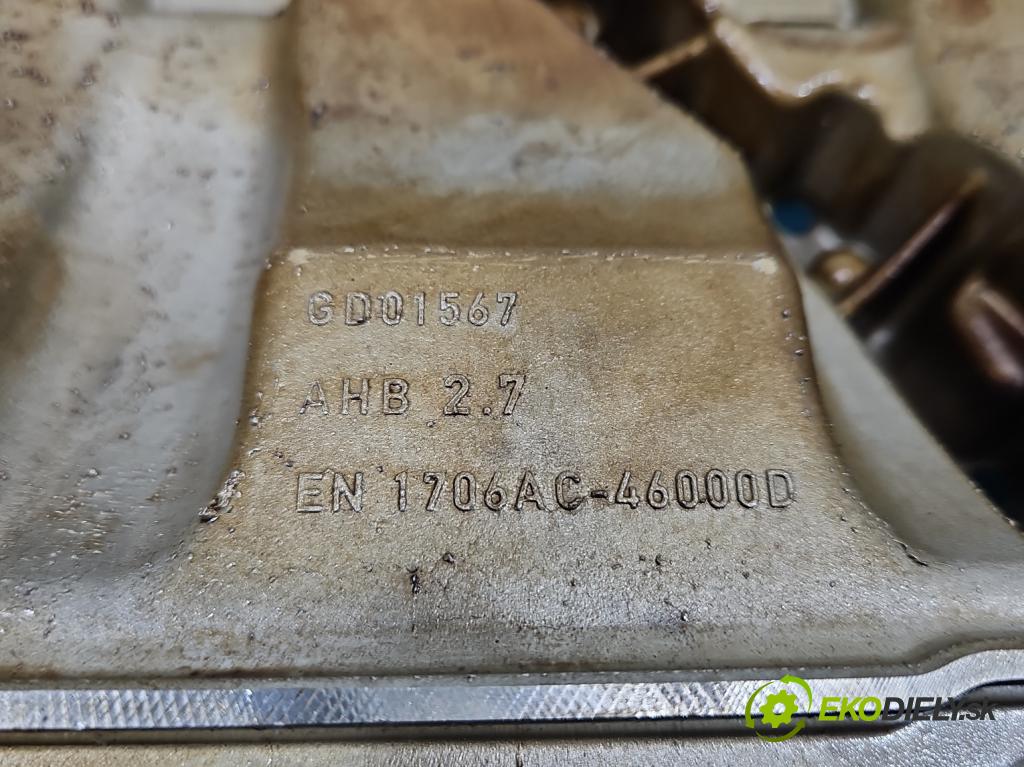 GD01567
AHB 2.7
EN 1706AC-46000D
EKODIELY.SK